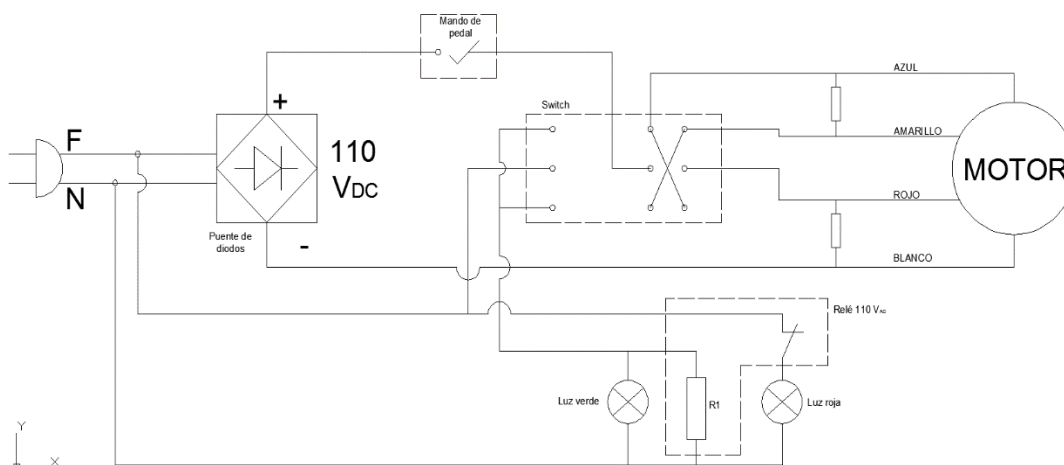 Mando de
pedal
AZUL
Switch
+
F
110
AMARILLO
MOTOR
VDC
N
ROJO
Puente de
diodos
-
BLANCO
Relé 110 VAC
Luz verde
R1
Luz roja
Y
X